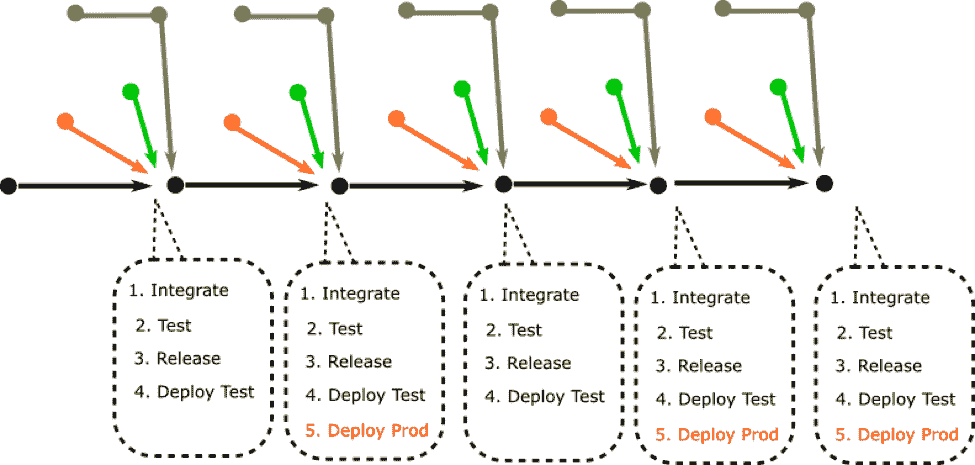 1. Integrate
2. Test
3. Release
4. Deploy Test
1. Integrate
2. Test
3. Release
4. Deploy Test
5. Deploy Prod
1. Integrate
2. Test
3. Release
4. Deploy Test
1. Integrate
2. Test
3. Release
4. Deploy Test
5. Deploy Prod
1. Integrate
2. Test
3. Release
4. Deploy Test
5. Deploy Prod